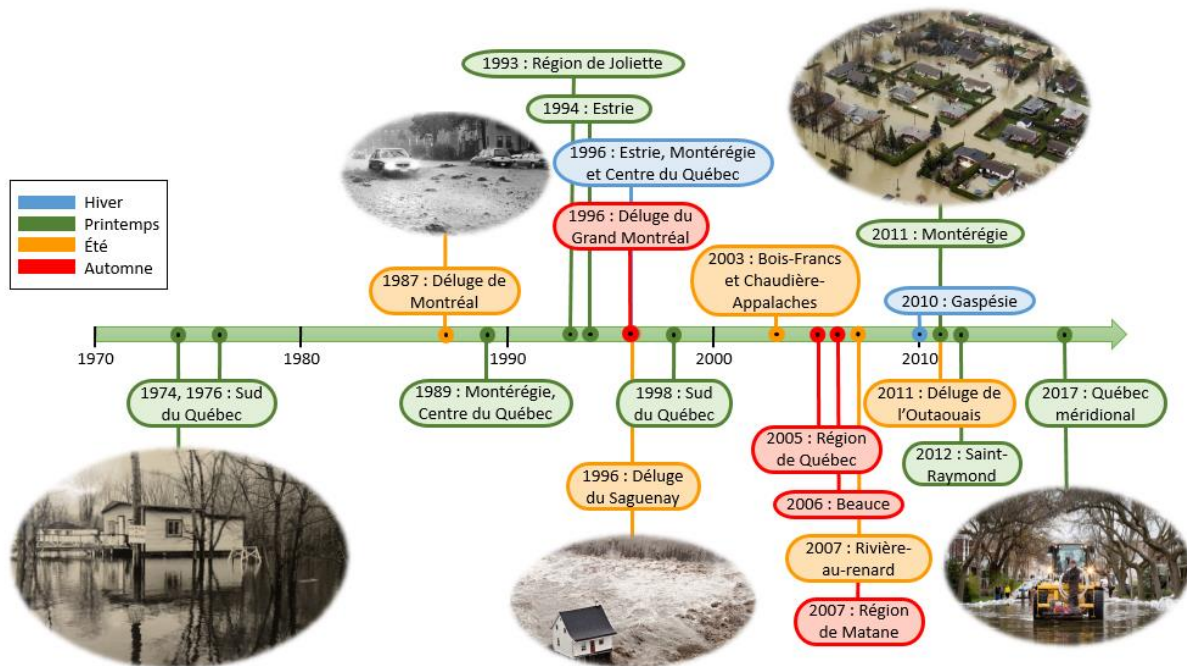 1993 : Région de Joliette
1994 : Estrie
1996 : Estrie, Montérégie
et Centre du Québec
1996 : Déluge du
Grand Montréal
Hiver
Printemps
Été
Automne
1987 : Déluge de
Montréal
2003 : Bois-Francs
et Chaudière-
Appalaches
2011 : Montérégie
2010 : Gaspésie
1970
1980
1990
2000
2010
1974, 1976 : Sud
du Québec
1989 : Montérégie,
Centre du Québec
1998 : Sud
du Québec
2011 : Déluge de
l’Outaouais
2017 : Québec
méridional
2005 : Région
de Québec
2012 : Saint-
Raymond
1996 : Déluge
du Saguenay
2006 : Beauce
2007 : Rivière-
au-renard
2007 : Région
de Matane